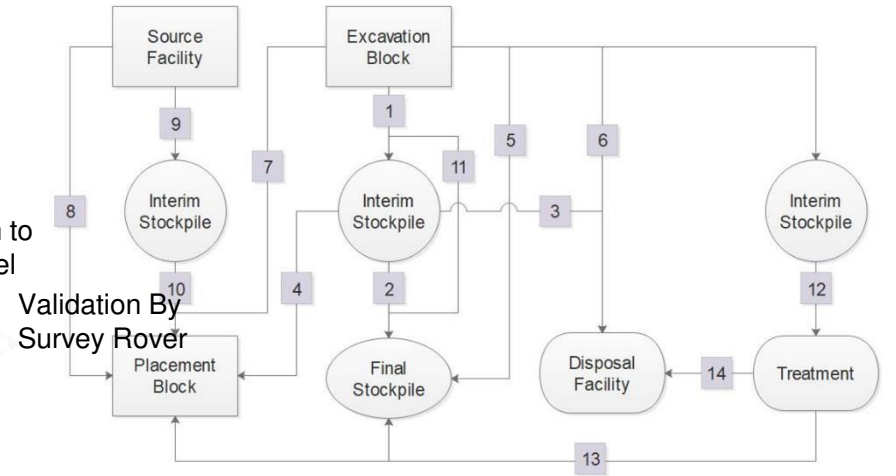 Source
Facility
Excavation
Block
9
1
5
6
7
11
8
Interim
Stockpile
Interim
Stockpile
3
Interim
Stockpile
to
Validation By
Survey Rover
10
4
2
12
Placement
Block
Final
Stockpile
Disposal
Facility
14
Treatment
13